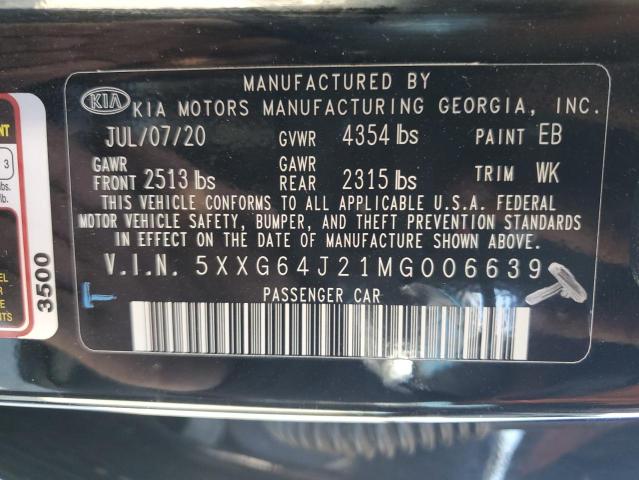 MANUFACTURED BY
KIA KIA MOTORS MANUFACTURING GEORGIA, INC.
JUL/07/20 GVWR 4354 lbs PAINT EB
GAWR FRONT 2513 lbs GAWR REAR 2315 lbs TRIM WK
THIS VEHICLE CONFORMS TO ALL APPLICABLE U.S.A. FEDERAL
MOTOR VEHICLE SAFETY, BUMPER, AND THEFT PREVENTION STANDARDS
IN EFFECT ON THE DATE OF MANUFACTURE SHOWN ABOVE.
V.I.N. 5XXG64J21MG006639
PASSENGER CAR
3
lb.
3500